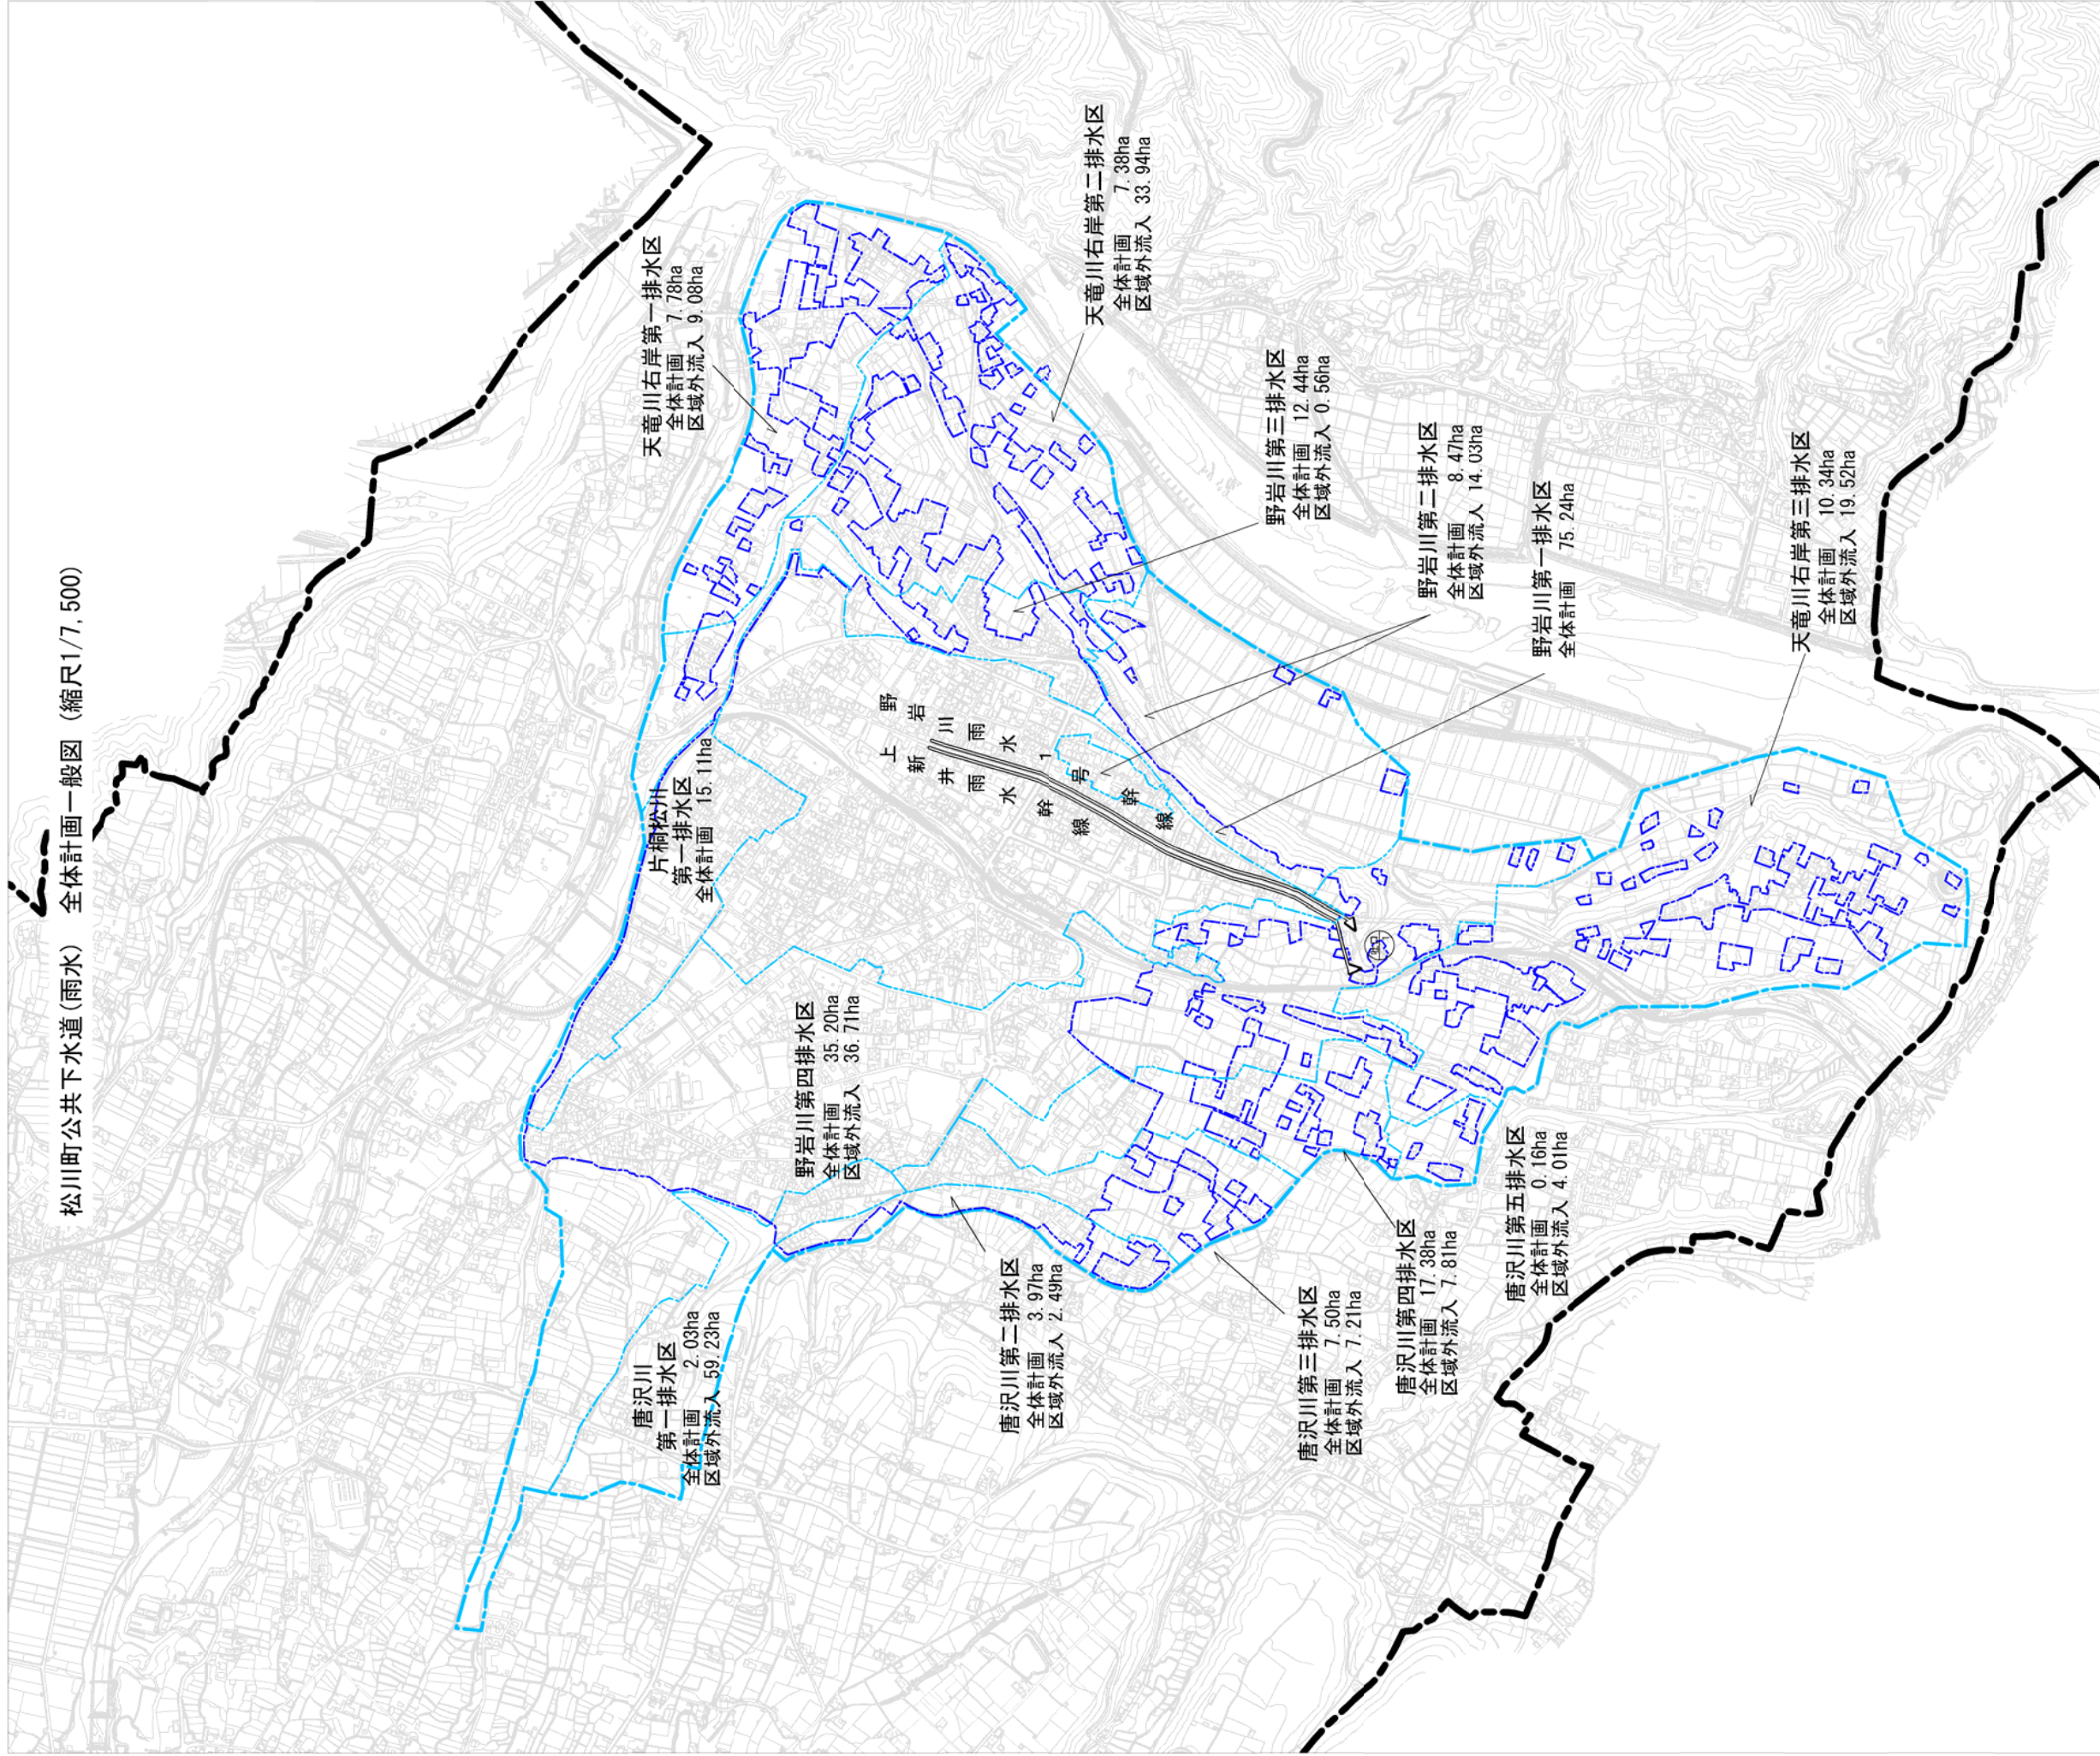 松川町公共下水道(雨水) 全体計画一般図 (縮尺1/7,500)
天竜川右岸第一排水区
全体計画 7.78ha
区域外流入 9.08ha
天竜川右岸第二排水区
全体計画 7.38ha
区域外流入 33.94ha
野岩川第三排水区
全体計画 12.44ha
区域外流入 0.56ha
野岩川第二排水区
全体計画 8.47ha
区域外流入 14.03ha
野岩川第一排水区
全体計画 75.24ha
天竜川右岸第三排水区
全体計画 10.34ha
区域外流入 19.52ha
片桐松川
第一排水区
全体計画 15.11ha
野岩川雨水1号幹線
上新井雨水幹線
野岩川第四排水区
全体計画 35.20ha
区域外流入 36.71ha
唐沢川
第一排水区
全体計画 2.03ha
区域外流入 59.23ha
唐沢川第二排水区
全体計画 3.97ha
区域外流入 2.49ha
唐沢川第三排水区
全体計画 7.50ha
区域外流入 7.21ha
唐沢川第四排水区
全体計画 17.38ha
区域外流入 7.81ha
唐沢川第五排水区
全体計画 0.16ha
区域外流入 4.01ha